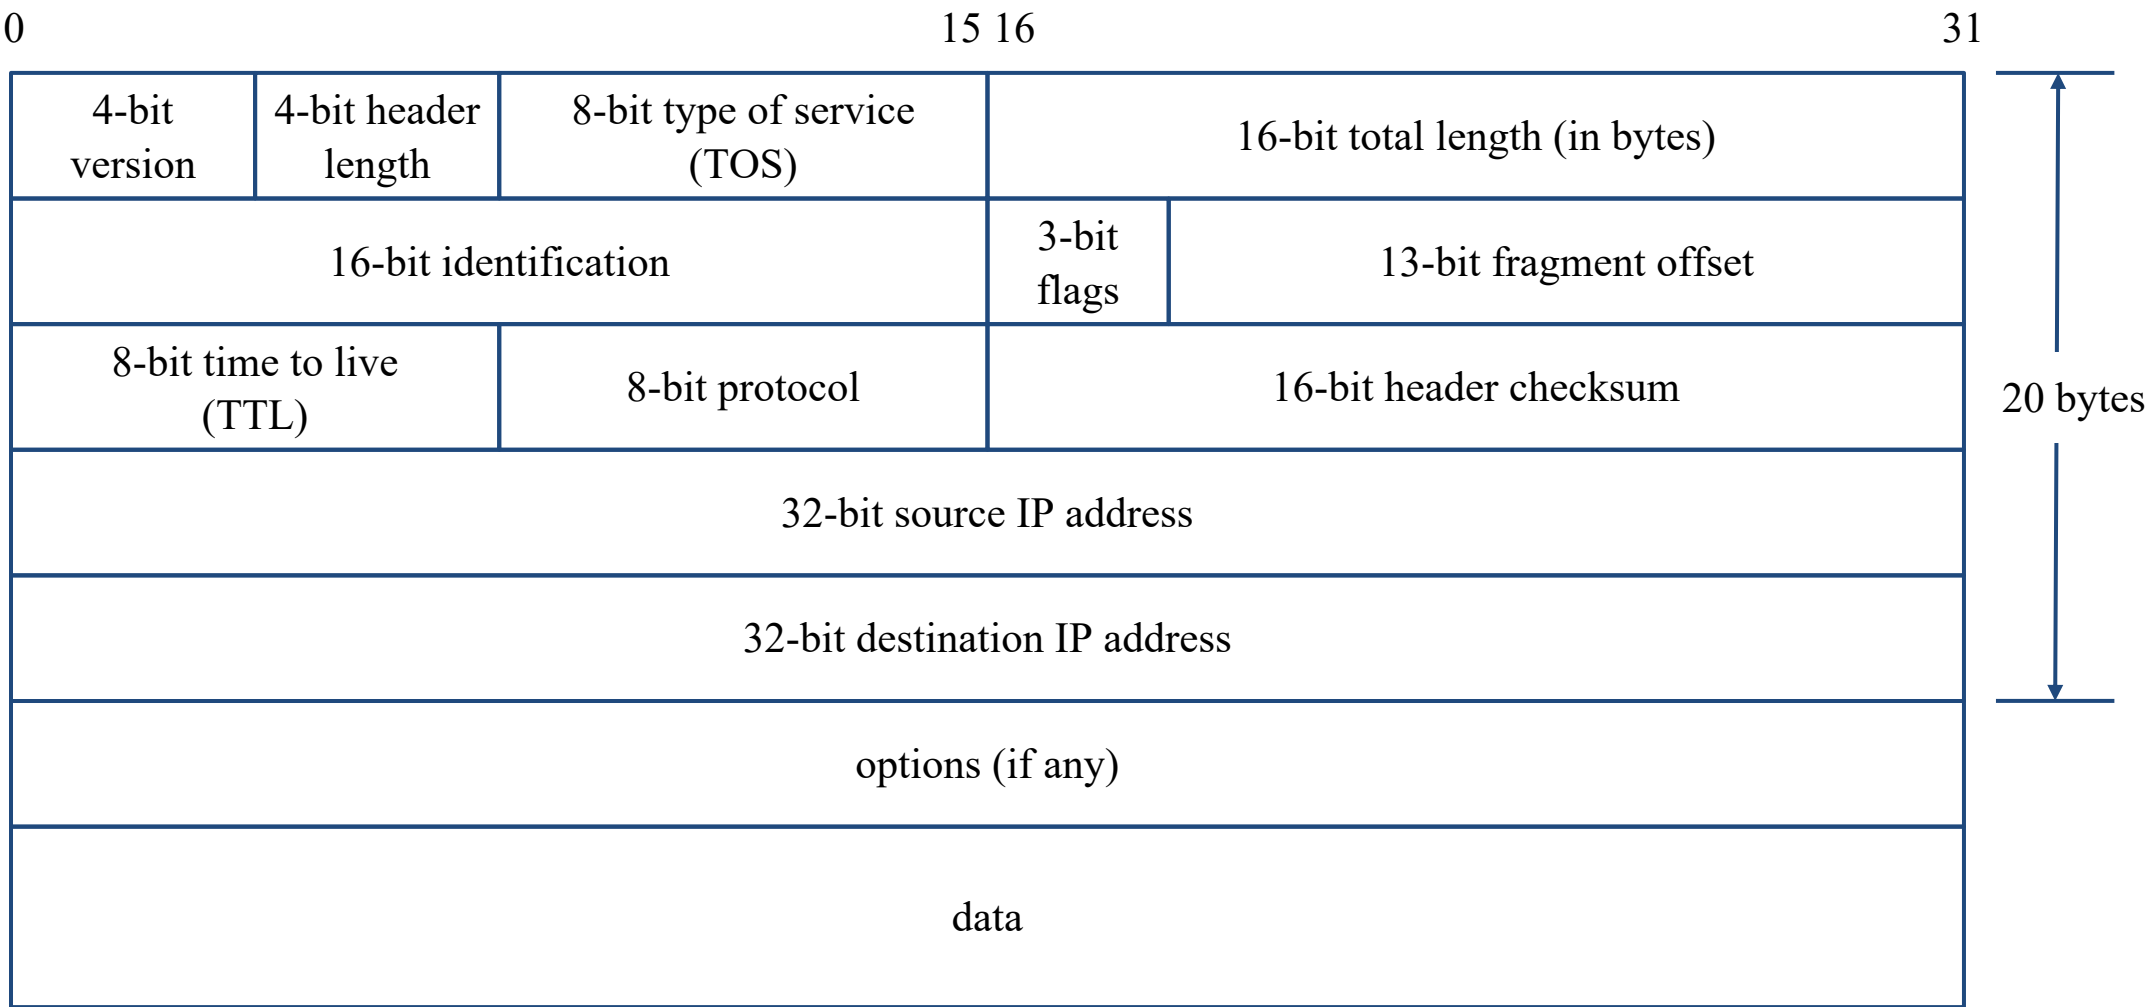 0
15 16
31
4-bit
version
4-bit header
length
8-bit type of service
(TOS)
16-bit total length (in bytes)
16-bit identification
3-bit
flags
13-bit fragment offset
8-bit time to live
(TTL)
8-bit protocol
16-bit header checksum
20 bytes
32-bit source IP address
32-bit destination IP address
options (if any)
data